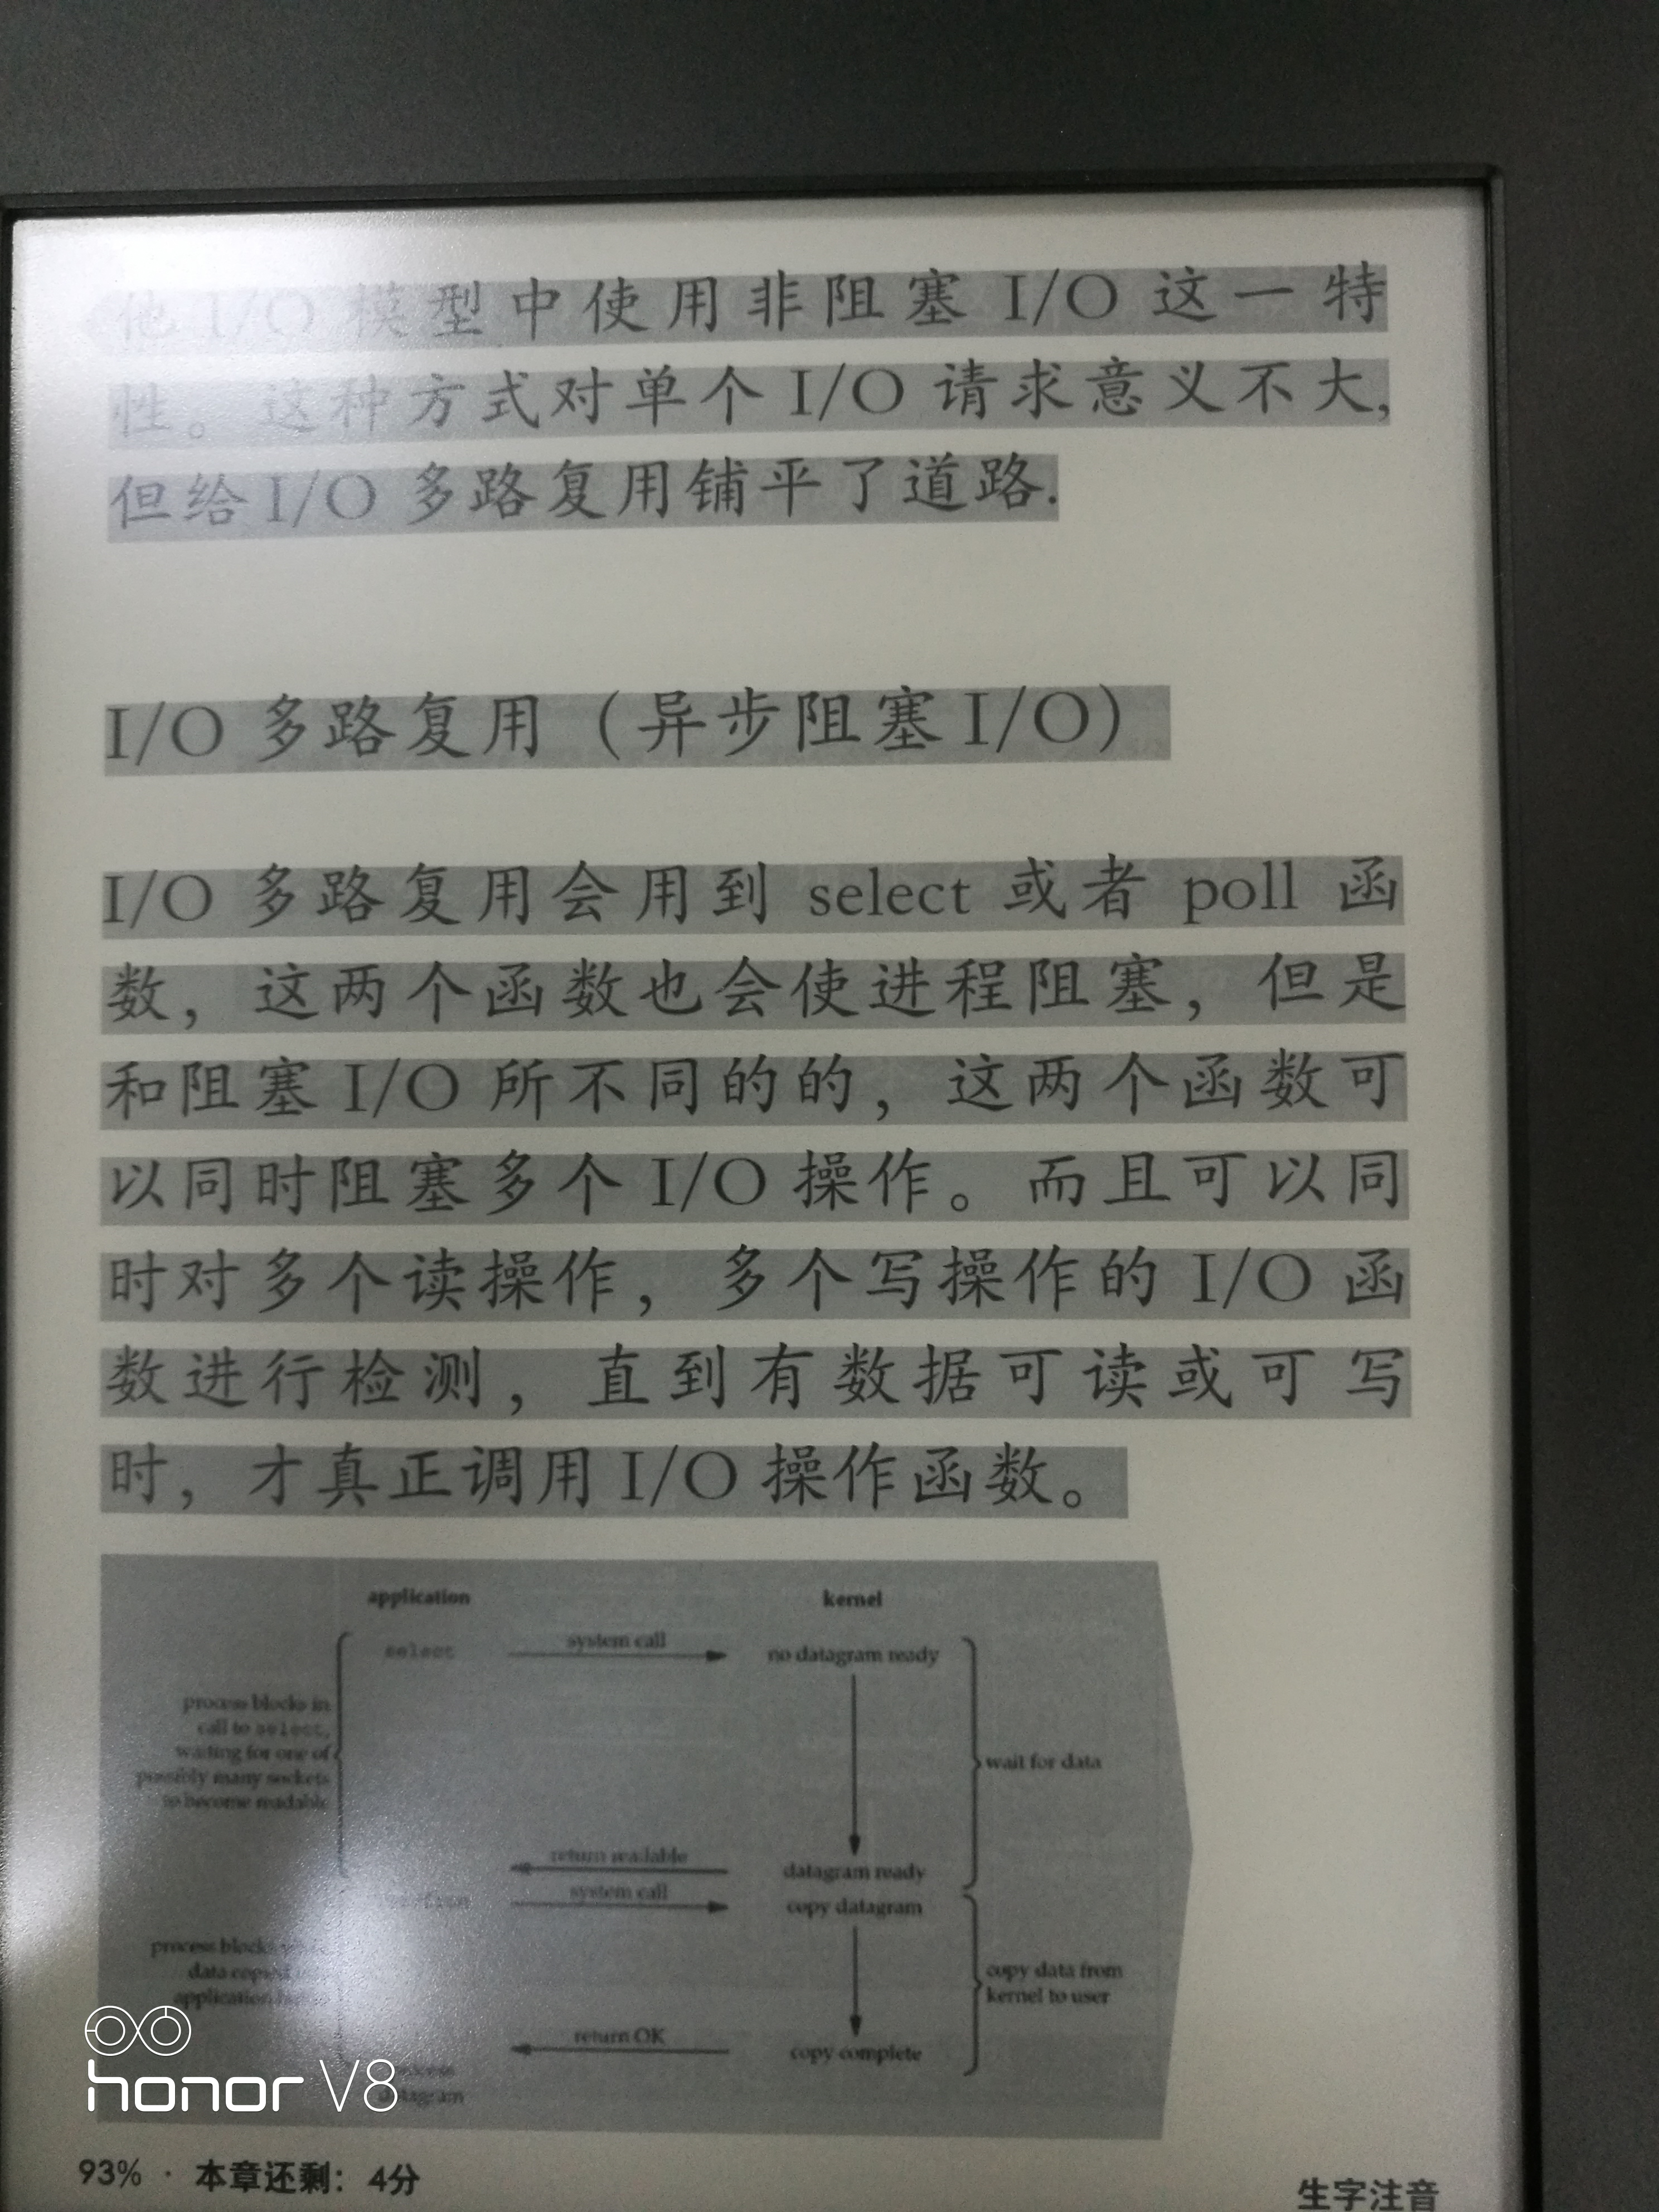 他 I/O 模型中使用非阻塞 I/O 这一特
性。这种方式对单个 I/O 请求意义不大,
但给 I/O 多路复用铺平了道路.
I/O 多路复用（异步阻塞 I/O）
I/O 多路复用会用到 select 或者 poll 函
数，这两个函数也会使进程阻塞，但是
和阻塞 I/O 所不同的的，这两个函数可
以同时阻塞多个 I/O 操作。而且可以同
时对多个读操作，多个写操作的 I/O 函
数进行检测，直到有数据可读或可写
时，才真正调用 I/O 操作函数。
application
kernel
select
system call
no datagram ready
process blocks in
call to select,
waiting for one of
possibly many sockets
to become readable
wait for data
return readable
datagram ready
system call
copy datagram
process blocks
data copied
application
copy data from
kernel to user
return OK
copy complete
honor V8
93% · 本章还剩：4分
生字注音